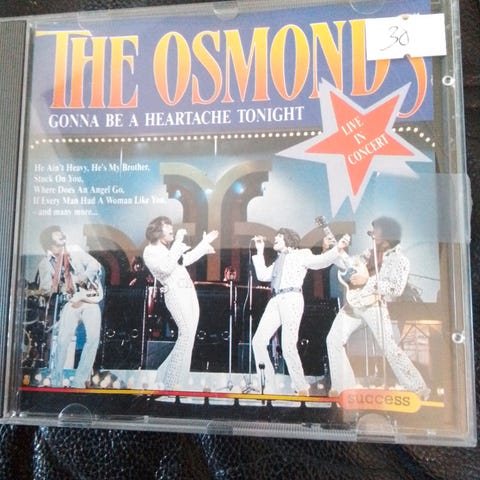 THE OSMONDS
30
GONNA BE A HEARTACHE TONIGHT
LIVE IN
CONCERT
He Ain't Heavy, He's My Brother,
Stuck On You,
Where Does An Angel Go,
If Every Man Had A Woman Like You,
- and many more...
success